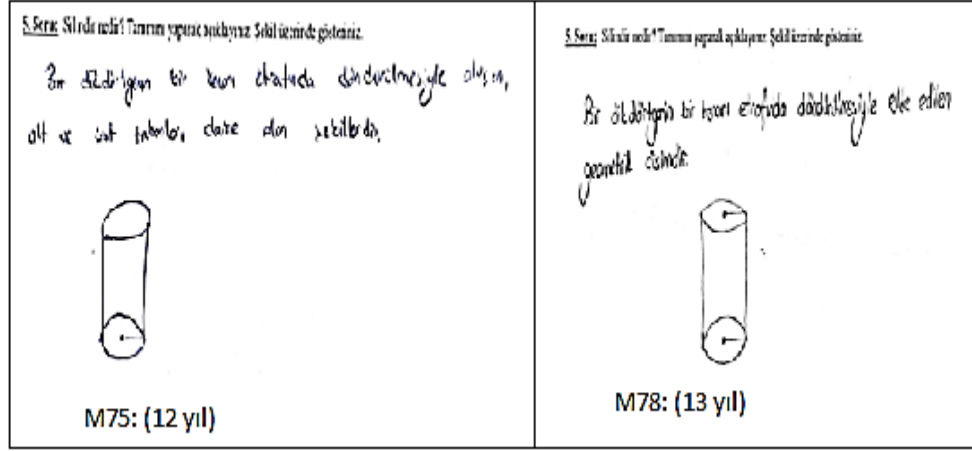 5. Soru: Silindir nedir? Tanımını yaparak açıklayınız. Şekil üzerinde gösteriniz.
Bir dikdörtgen bir kenarı etrafında döndürülmesiyle oluşan,
alt ve üst tabanları daire olan şekillerdir.
M75: (12 yıl)
5. Soru: Silindir nedir? Tanımını yaparak açıklayınız. Şekil üzerinde gösteriniz.
Bir dikdörtgenin bir kenarı etrafında döndürülmesiyle elde edilen
geometrik cisimdir.
M78: (13 yıl)